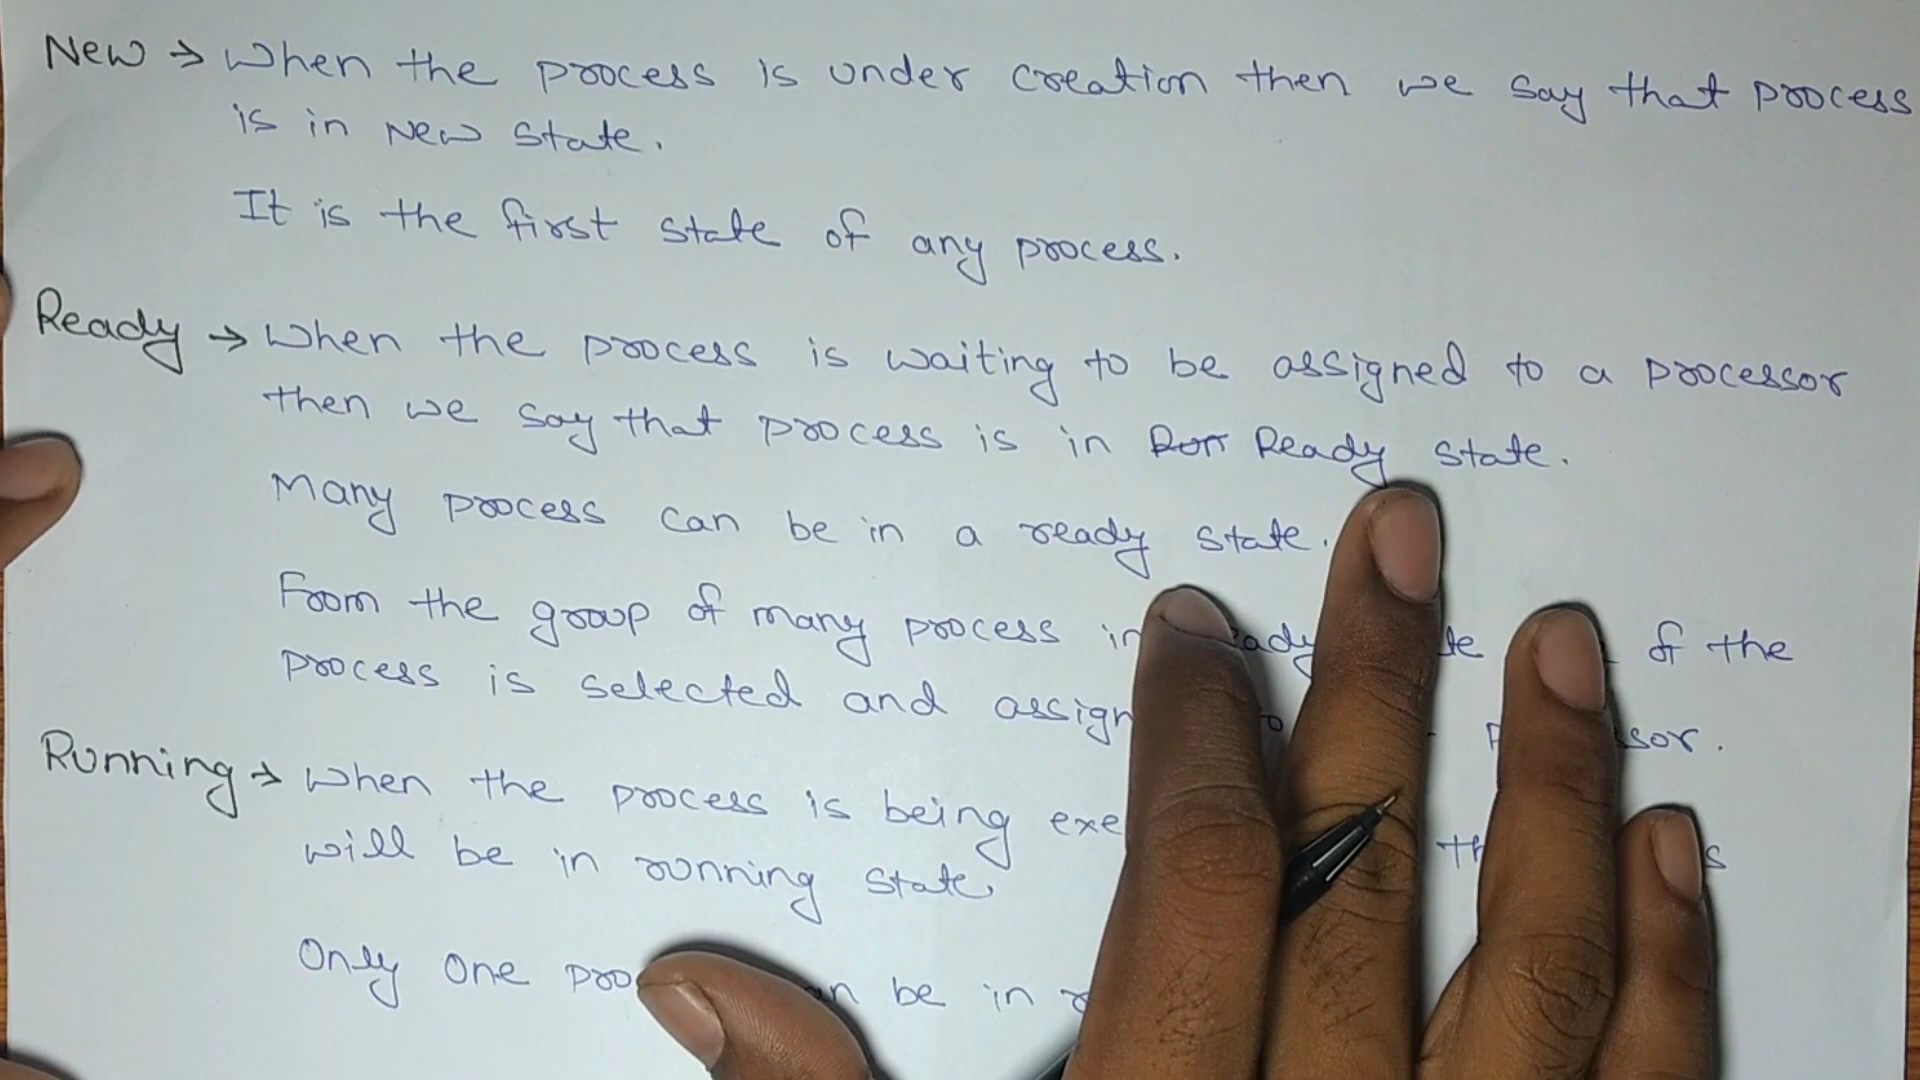 New → When the process is under creation then we say that process
is in New state.
It is the first state of any process.
Ready → When the process is waiting to be assigned to a processor
then we say that process is in Ready state.
Many process can be in a ready state.
From the group of many process in of the
process is selected and
Running → When the process is being
will be in running state.
Only one be in